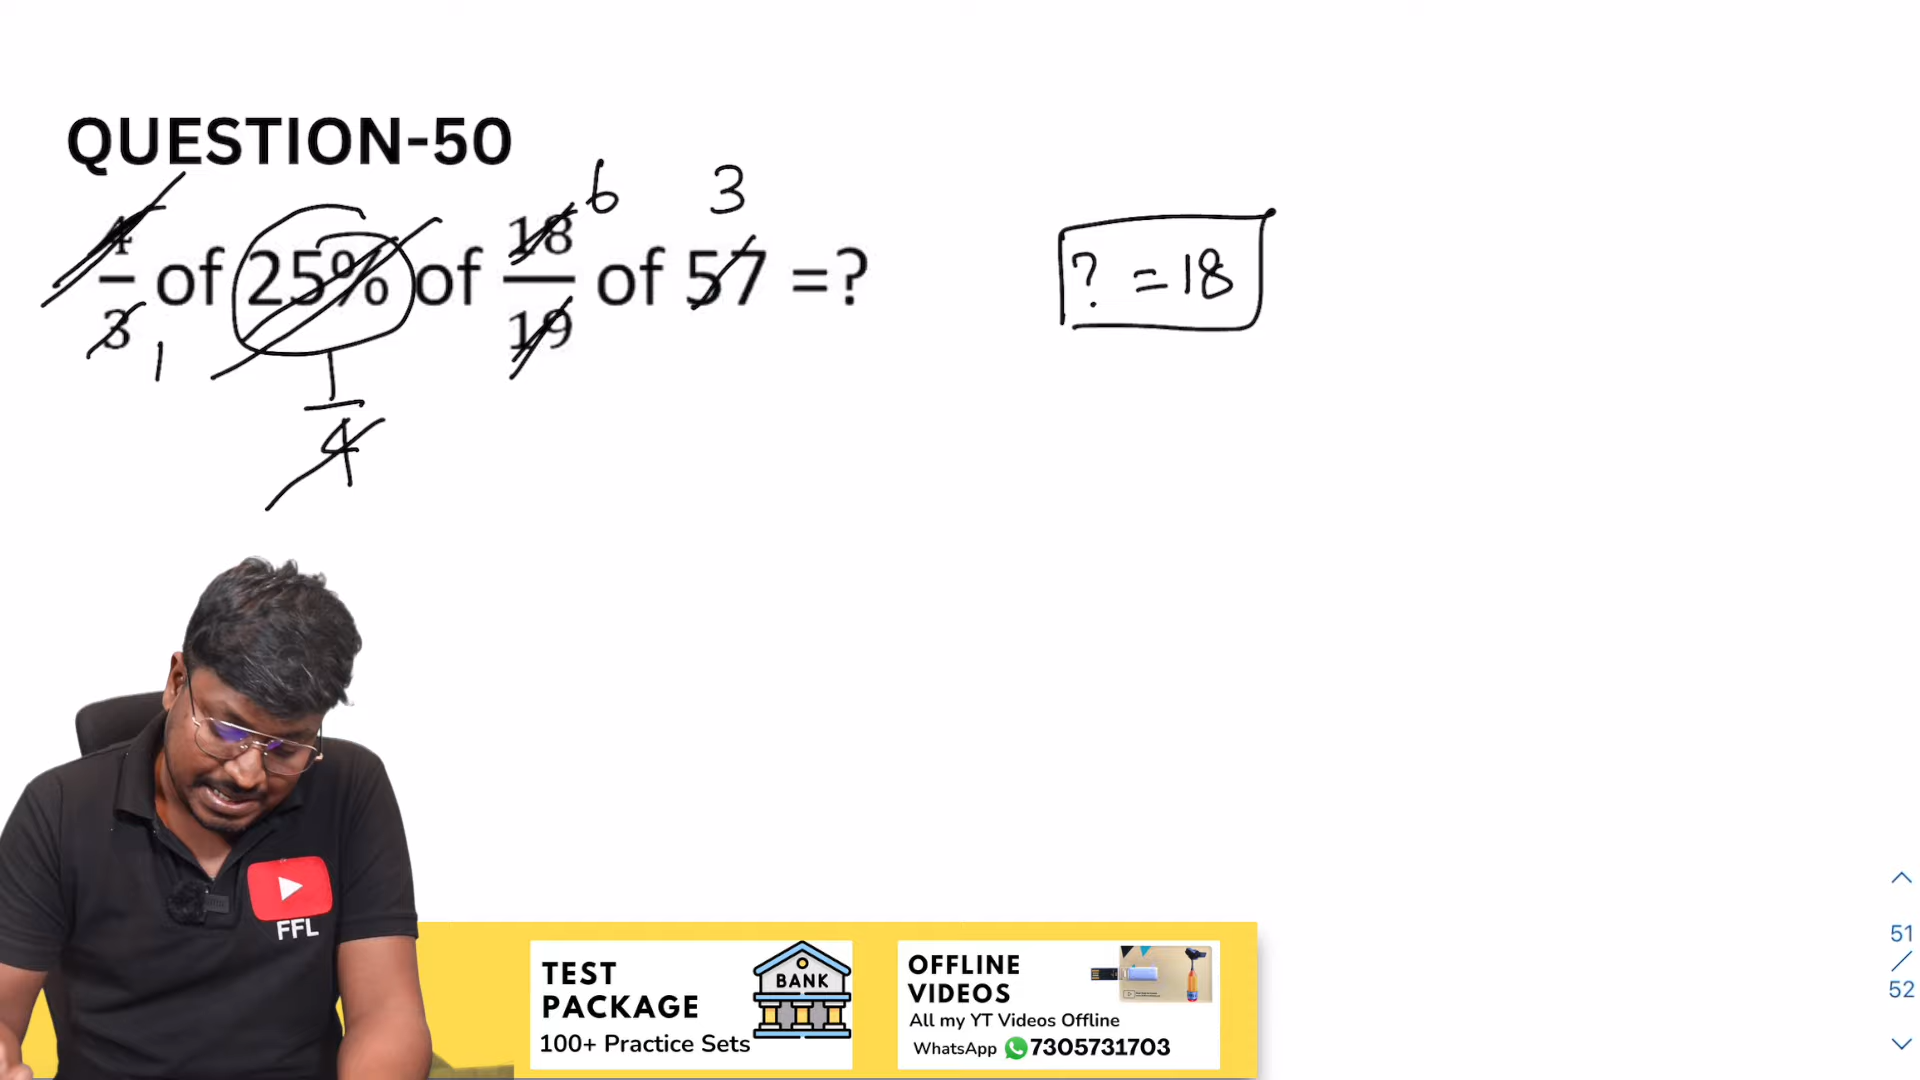 QUESTION-50
6 3
4/3 of 25% of 18/19 of 57 =?
1
1/4
? = 18
FFL
TEST
PACKAGE
100+ Practice Sets
BANK
OFFLINE
VIDEOS
All my YT Videos Offline
WhatsApp 7305731703
51
/
52